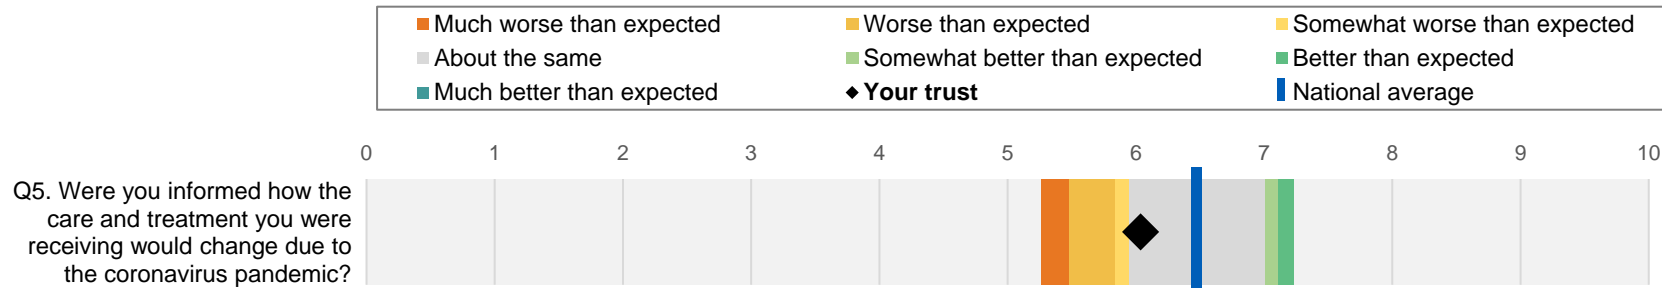 Much worse than expected
Worse than expected
Somewhat worse than expected
About the same
Somewhat better than expected
Better than expected
Much better than expected
Your trust
National average
0 1 2 3 4 5 6 7 8 9 10
Q5. Were you informed how the
care and treatment you were
receiving would change due to
the coronavirus pandemic?